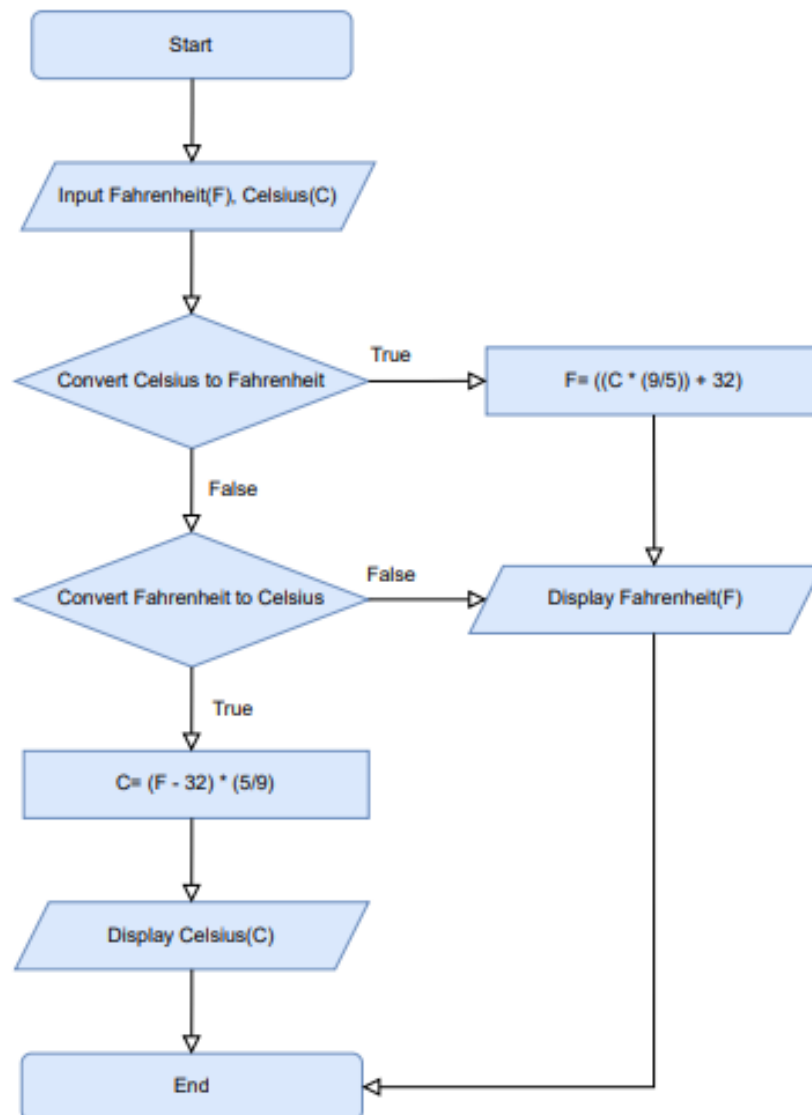 Start
Input Fahrenheit(F), Celsius(C)
Convert Celsius to Fahrenheit
True
F= ((C * (9/5)) + 32)
False
Convert Fahrenheit to Celsius
False
Display Fahrenheit(F)
True
C= (F - 32) * (5/9)
Display Celsius(C)
End